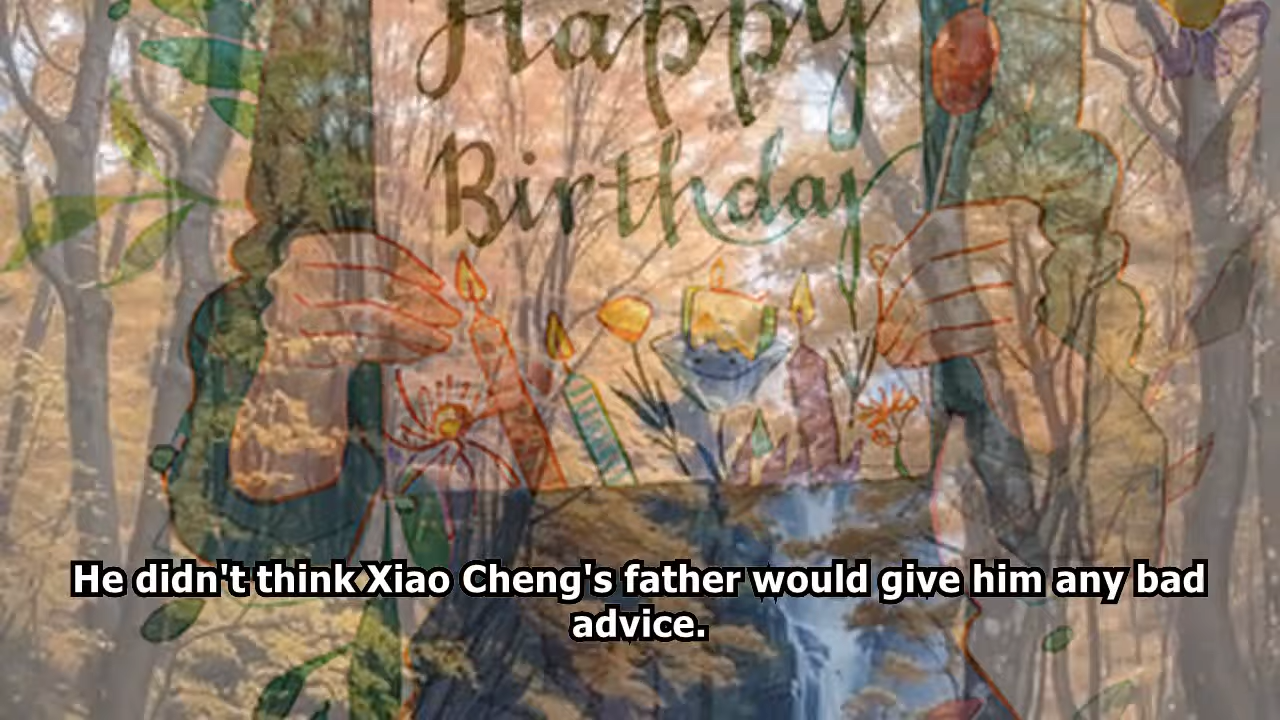 Happy
Birthday
He didn't think Xiao Cheng's father would give him any bad
advice.